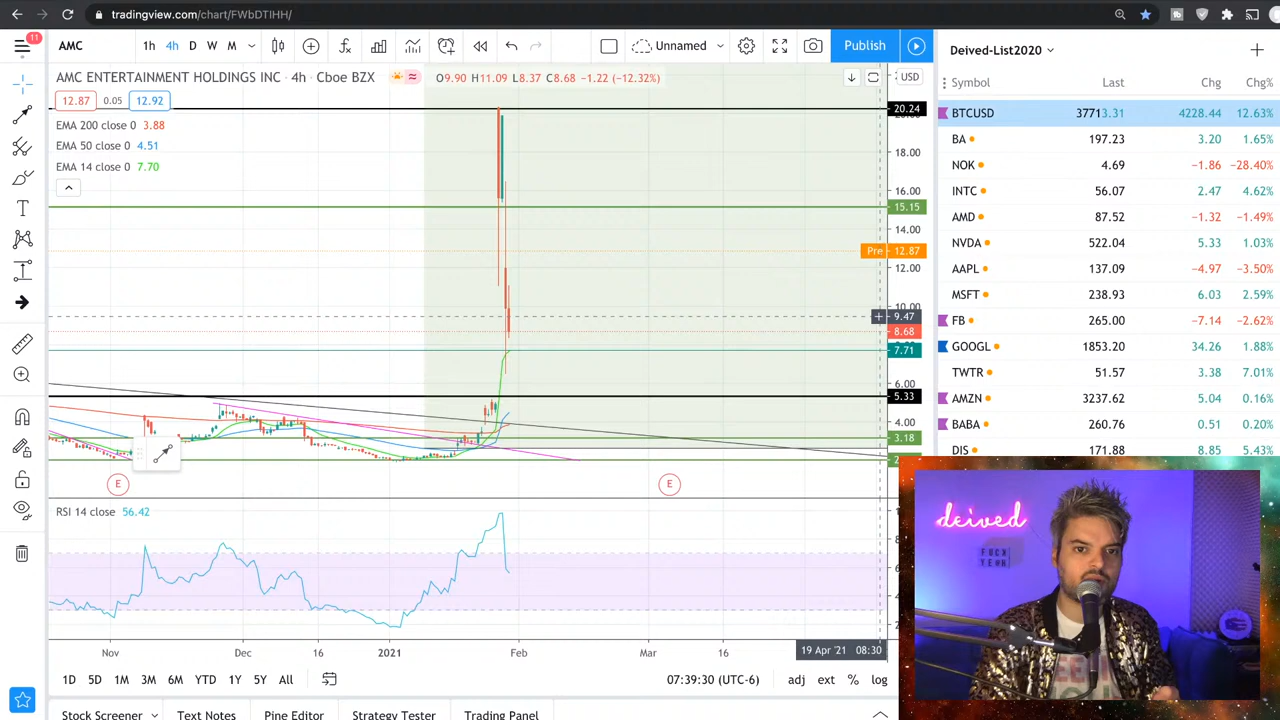 tradingview.com/chart/FWbDTIHH/
11
AMC
1h 4h D W M
Unnamed
Publish
Deived-List2020
AMC ENTERTAINMENT HOLDINGS INC · 4h · Cboe BZX
O9.90 H11.09 L8.37 C8.68 −1.22 (−12.32%)
USD
12.87 0.05 12.92
EMA 200 close 0 3.88
EMA 50 close 0 4.51
EMA 14 close 0 7.70
20.24
18.00
16.00
15.15
14.00
Pre 12.87
12.00
10.00
9.47
8.68
7.71
6.00
5.33
4.00
3.18
E E
RSI 14 close 56.42
Nov Dec 16 2021 Feb Mar 16
19 Apr '21 08:30
1D 5D 1M 3M 6M YTD 1Y 5Y All
07:39:30 (UTC-6)
adj ext % log
Stock Screener Text Notes Pine Editor Strategy Tester Trading Panel
Symbol Last Chg Chg%
BTCUSD 37713.31 4228.44 12.63%
BA 197.23 3.20 1.65%
NOK 4.69 −1.86 −28.40%
INTC 56.07 2.47 4.62%
AMD 87.52 −1.32 −1.49%
NVDA 522.04 5.33 1.03%
AAPL 137.09 −4.97 −3.50%
MSFT 238.93 6.03 2.59%
FB 265.00 −7.14 −2.62%
GOOGL 1853.20 34.26 1.88%
TWTR 51.57 3.38 7.01%
AMZN 3237.62 5.04 0.16%
BABA 260.76 0.51 0.20%
DIS 171.88 8.85 5.43%
deived
FUCK
YEAH